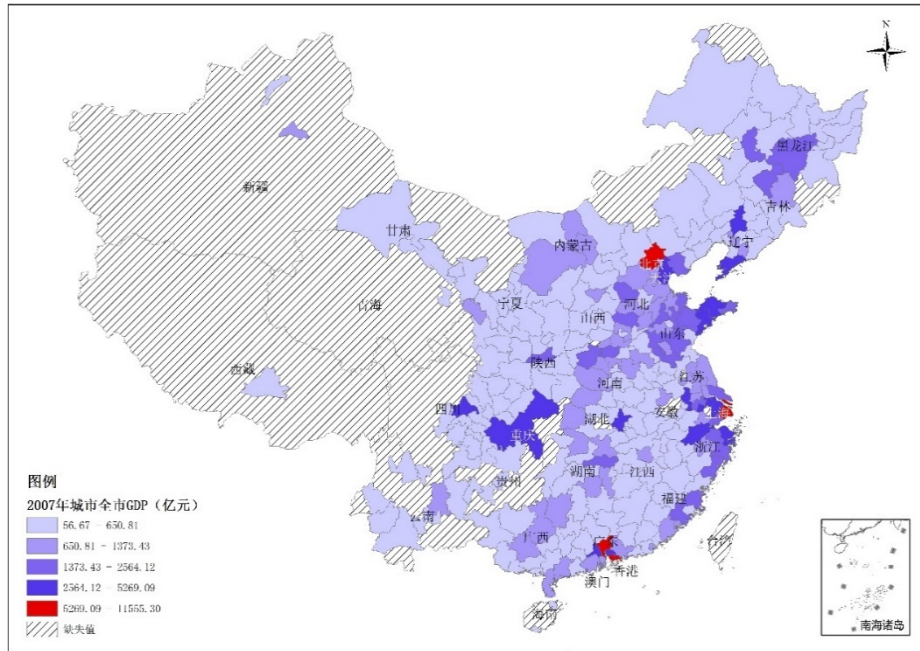 N
黑龙江
吉林
新疆
辽宁
甘肃
内蒙古
北京
天津
宁夏
河北
青海
山西
山东
陕西
河南
江苏
西藏
四川
安徽
上海
湖北
重庆
浙江
湖南
江西
贵州
福建
云南
广西
广东
台湾
香港
澳门
海南
南海诸岛
图例
2007年城市全市GDP（亿元）
56.67 - 650.81
650.81 - 1373.43
1373.43 - 2564.12
2564.12 - 5269.09
5269.09 - 11555.30
缺失值